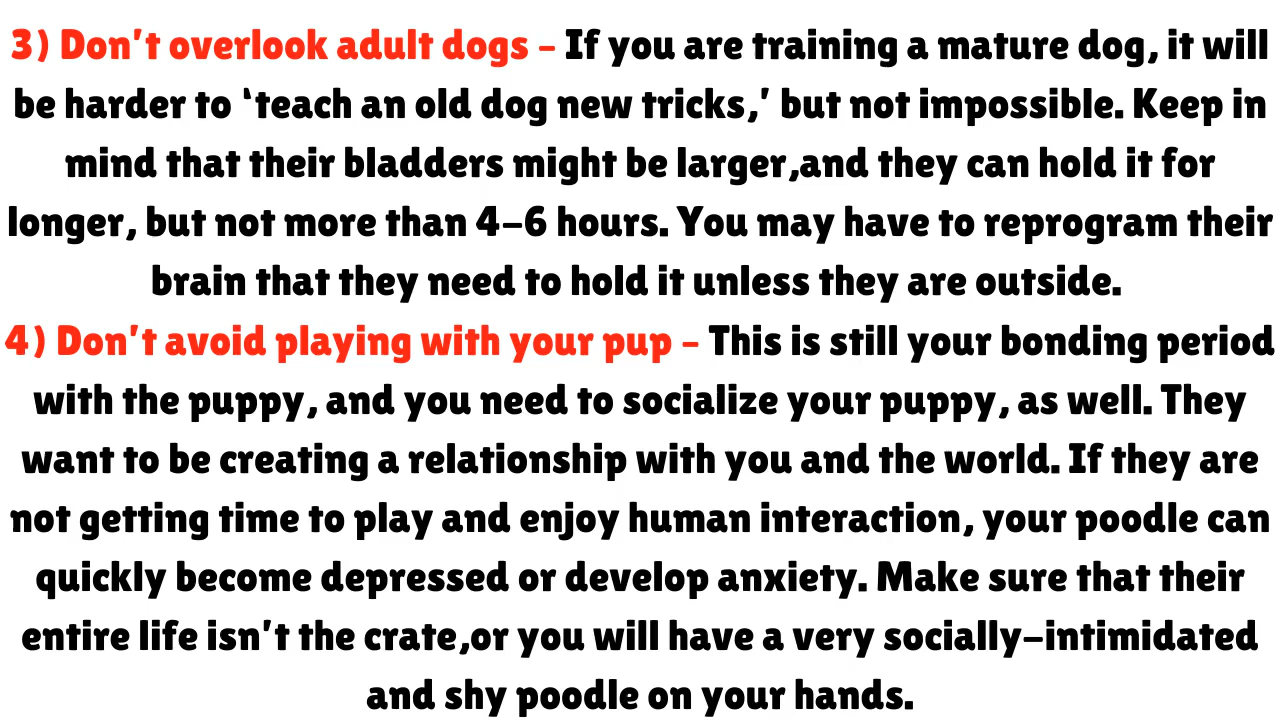 3) Don't overlook adult dogs - If you are training a mature dog, it will
be harder to ‘teach an old dog new tricks,’ but not impossible. Keep in
mind that their bladders might be larger,and they can hold it for
longer, but not more than 4-6 hours. You may have to reprogram their
brain that they need to hold it unless they are outside.
4) Don't avoid playing with your pup - This is still your bonding period
with the puppy, and you need to socialize your puppy, as well. They
want to be creating a relationship with you and the world. If they are
not getting time to play and enjoy human interaction, your poodle can
quickly become depressed or develop anxiety. Make sure that their
entire life isn't the crate,or you will have a very socially-intimidated
and shy poodle on your hands.